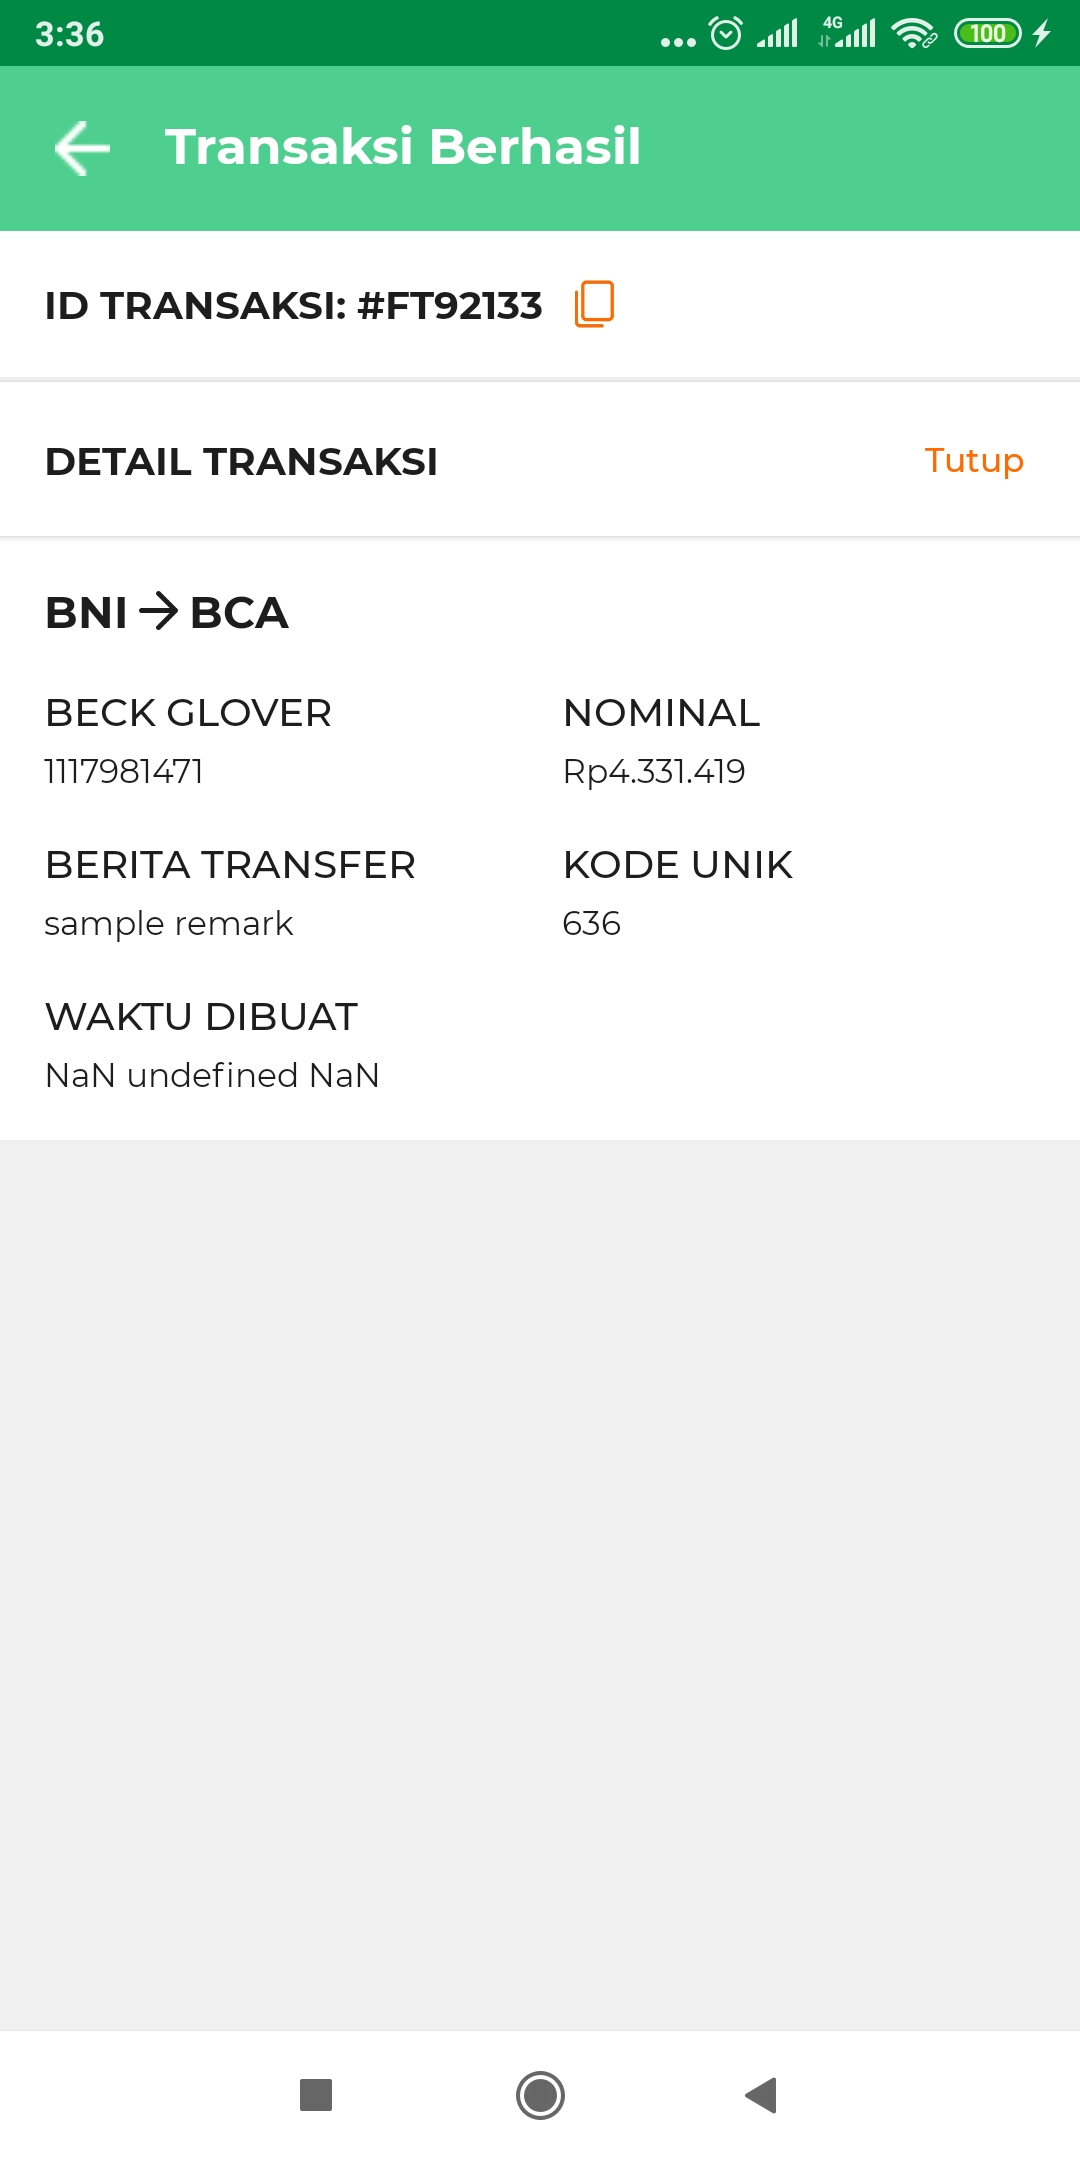 3:36
4G
100
Transaksi Berhasil
ID TRANSAKSI: #FT92133
DETAIL TRANSAKSI
Tutup
BNI → BCA
BECK GLOVER
NOMINAL
1117981471
Rp4.331.419
BERITA TRANSFER
KODE UNIK
sample remark
636
WAKTU DIBUAT
NaN undefined NaN